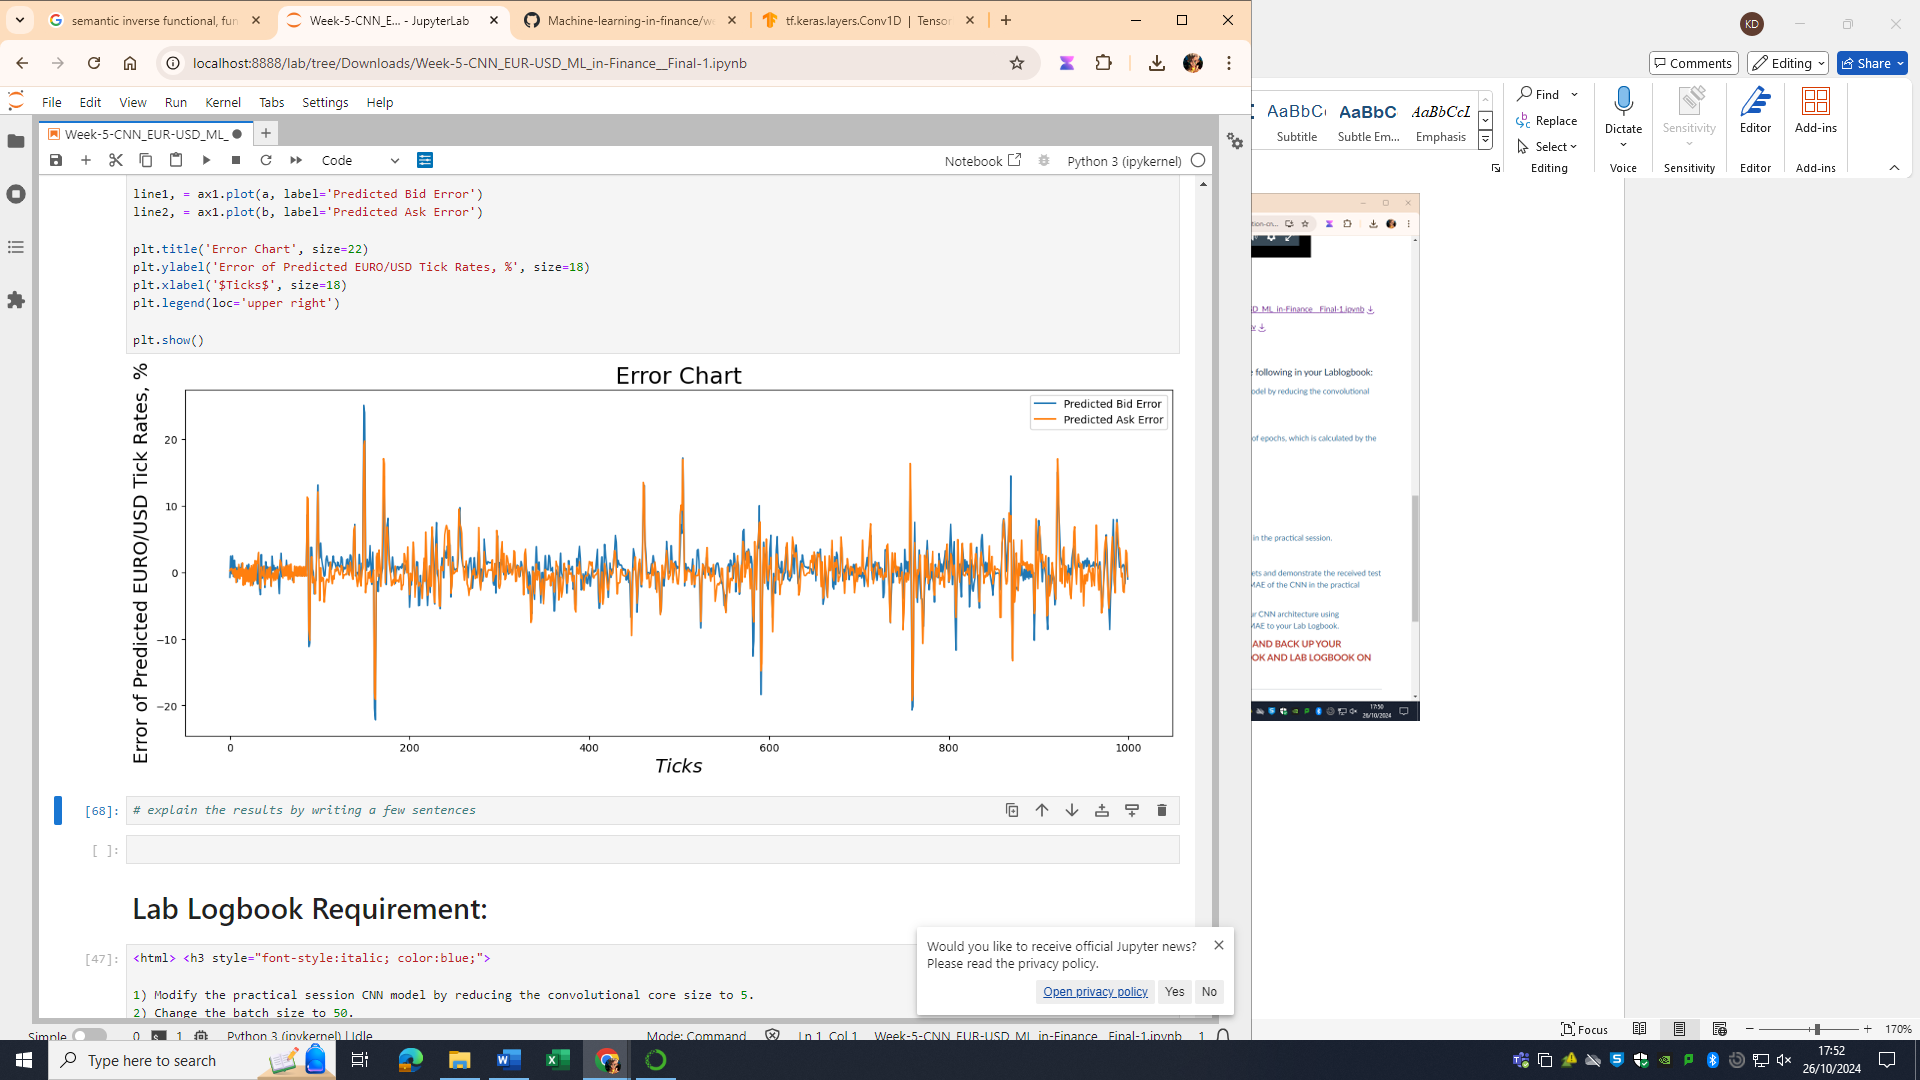 semantic inverse functional, fun
Week-5-CNN_E... - JupyterLab
Machine-learning-in-finance/we
tf.keras.layers.Conv1D | Tensor
KD
localhost:8888/lab/tree/Downloads/Week-5-CNN_EUR-USD_ML_in-Finance__Final-1.ipynb
Comments
Editing
Share
File Edit View Run Kernel Tabs Settings Help
Week-5-CNN_EUR-USD_ML_
Code
Notebook
Python 3 (ipykernel)
AaBbCc
AaBbC
AaBbCcL
Subtitle
Subtle Em...
Emphasis
Find
Replace
Select
Editing
Dictate
Voice
Sensitivity
Sensitivity
Editor
Editor
Add-ins
Add-ins
line1, = ax1.plot(a, label='Predicted Bid Error')
line2, = ax1.plot(b, label='Predicted Ask Error')
plt.title('Error Chart', size=22)
plt.ylabel('Error of Predicted EURO/USD Tick Rates, %', size=18)
plt.xlabel('$Ticks$', size=18)
plt.legend(loc='upper right')
plt.show()
Error Chart
Error of Predicted EURO/USD Tick Rates, %
Predicted Bid Error
Predicted Ask Error
20
10
0
−10
−20
0 200 400 600 800 1000
Ticks
[68]: # explain the results by writing a few sentences
[ ]:
Lab Logbook Requirement:
[47]: <html> <h3 style="font-style:italic; color:blue;">
1) Modify the practical session CNN model by reducing the convolutional core size to 5.
2) Change the batch size to 50.
Would you like to receive official Jupyter news?
Please read the privacy policy.
Open privacy policy
Yes
No
Simple 0 1 Python 3 (ipykernel) | Idle
Mode: Command Ln 1, Col 1 Week-5-CNN_EUR-USD_ML_in-Finance__Final-1.ipynb 1
D_ML_in-Finance__Final-1.ipynb
following in your Lablogbook:
odel by reducing the convolutional
of epochs, which is calculated by the
in the practical session.
ets and demonstrate the received test
MAE of the CNN in the practical
ur CNN architecture using
MAE to your Lab Logbook.
AND BACK UP YOUR
OK AND LAB LOGBOOK ON
17:50
26/10/2024
Focus
170%
Type here to search
17:52
26/10/2024